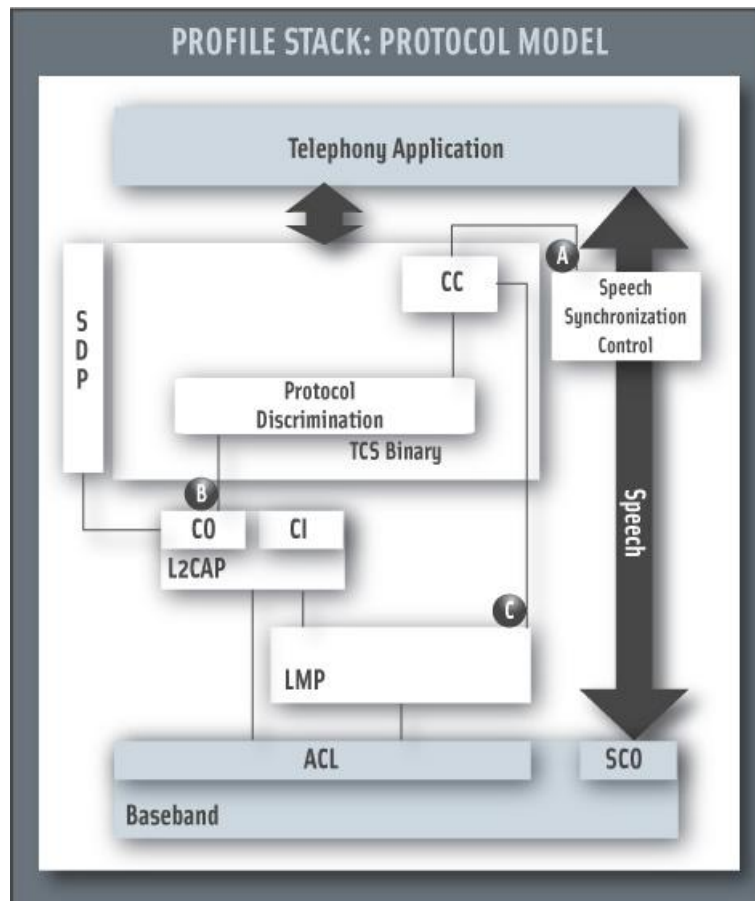 PROFILE STACK: PROTOCOL MODEL
Telephony Application
A
CC
Speech
Synchronization
Control
SDP
Protocol
Discrimination
TCS Binary
B
CO
CI
L2CAP
Speech
C
LMP
ACL
SCO
Baseband